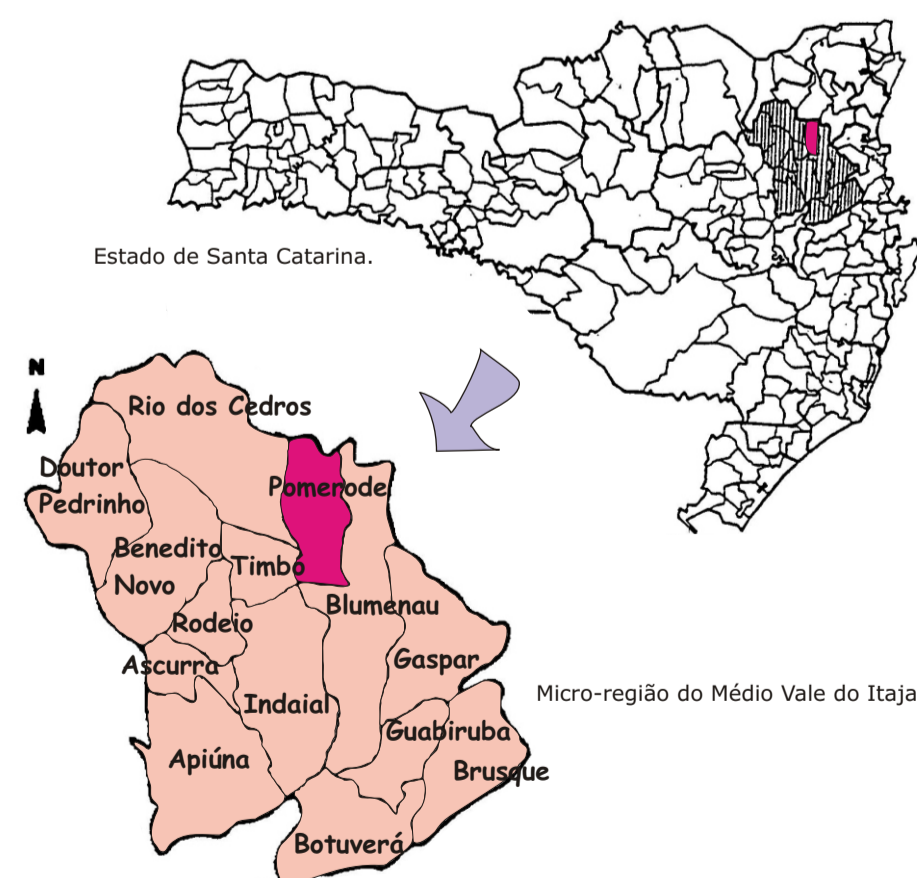 Estado de Santa Catarina.
N
Rio dos Cedros
Doutor
Pedrinho
Pomerode
Benedito
Novo
Timbó
Blumenau
Rodeio
Ascurra
Gaspar
Indaial
Micro-região do Médio Vale do Itaja
Guabiruba
Apiúna
Brusque
Botuverá